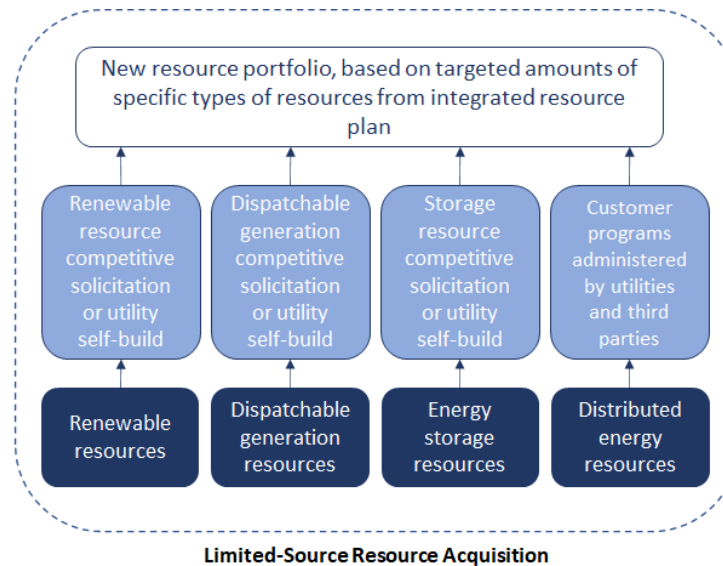 New resource portfolio, based on targeted amounts of
specific types of resources from integrated resource
plan
Renewable
resource
competitive
solicitation
or utility
self-build
Dispatchable
generation
competitive
solicitation
or utility
self-build
Storage
resource
competitive
solicitation
or utility
self-build
Customer
programs
administered
by utilities
and third
parties
Renewable
resources
Dispatchable
generation
resources
Energy
storage
resources
Distributed
energy
resources
Limited-Source Resource Acquisition